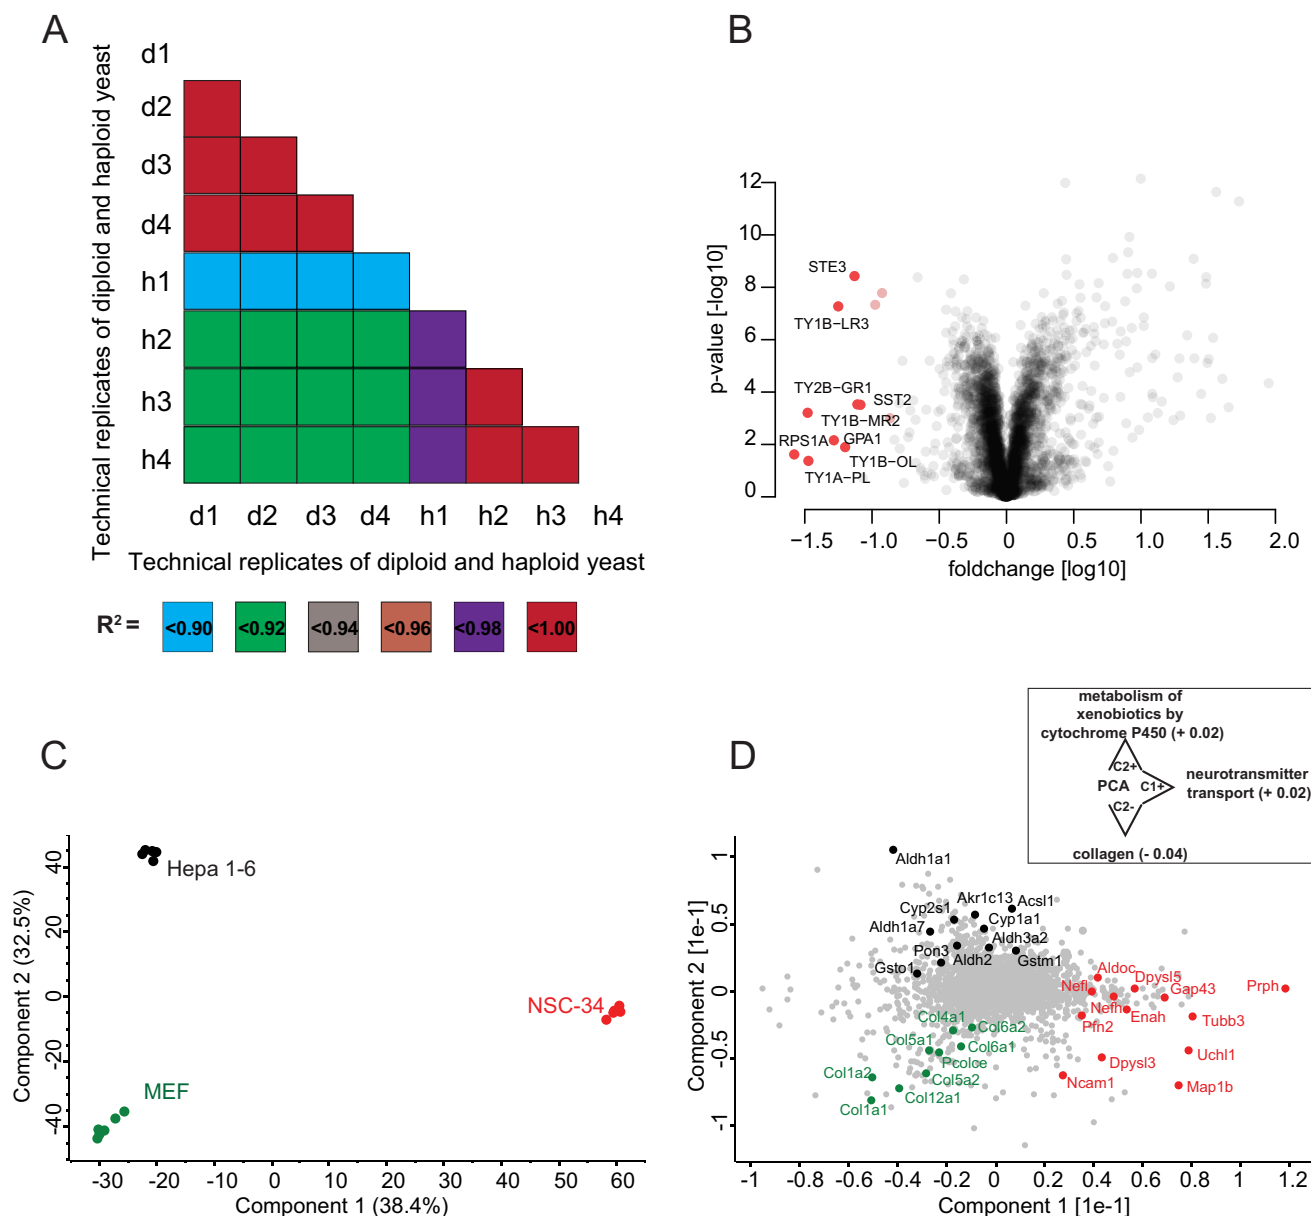 A
Technical replicates of diploid and haploid yeast
d1
d2
d3
d4
h1
h2
h3
h4
d1 d2 d3 d4 h1 h2 h3 h4
Technical replicates of diploid and haploid yeast
R² = <0.90 <0.92 <0.94 <0.96 <0.98 <1.00
B
p-value [-log10]
12
10
8
6
4
2
0
STE3
TY1B−LR3
TY2B−GR1
SST2
TY1B−MR2
RPS1A
GPA1
TY1B−OL
TY1A−PL
−1.5 -1.0 −0.5 0 0.5 1.0 1.5 2.0
foldchange [log10]
C
Component 2 (32.5%)
40
20
0
-20
-40
Hepa 1-6
NSC-34
MEF
-30 -20 -10 0 10 20 30 40 50 60
Component 1 (38.4%)
D
metabolism of
xenobiotics by
cytochrome P450 (+ 0.02)
C2+
PCA C1+
C2-
neurotransmitter
transport (+ 0.02)
collagen (- 0.04)
Component 2 [1e-1]
1
0.5
0
-0.5
-1
Aldh1a1
Akr1c13
Acsl1
Cyp2s1
Cyp1a1
Aldh1a7
Aldh3a2
Pon3
Aldh2
Gstm1
Gsto1
Aldoc
Dpysl5
Nefl
Gap43
Prph
Nefh
Enah
Pfn2
Tubb3
Uchl1
Dpysl3
Ncam1
Map1b
Col4a1
Col6a2
Col5a1
Col6a1
Pcolce
Col1a2
Col5a2
Col12a1
Col1a1
-1 -0.8 -0.6 -0.4 -0.2 0 0.2 0.4 0.6 0.8 1 1.2
Component 1 [1e-1]